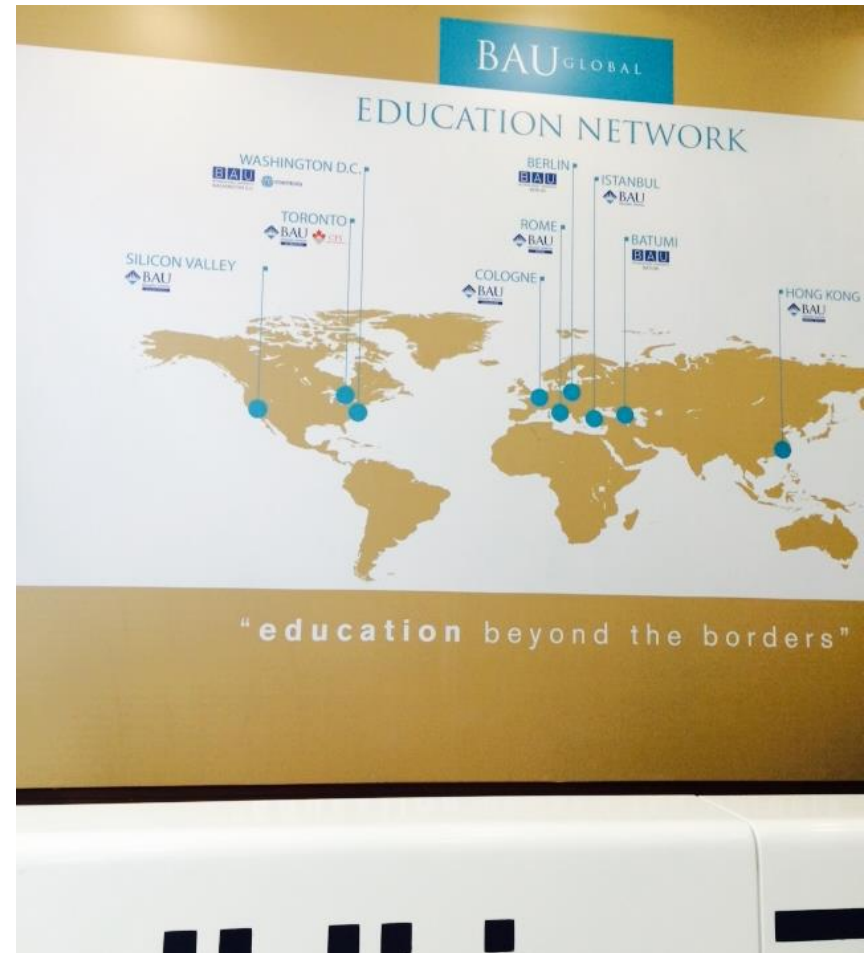 BAU GLOBAL
EDUCATION NETWORK
WASHINGTON D.C.
BAU
BERLIN
BAU
ISTANBUL
BAU
TORONTO
BAU
ROME
BAU
BATUMI
BAU
SILICON VALLEY
BAU
COLOGNE
BAU
HONG KONG
BAU
"education beyond the borders"